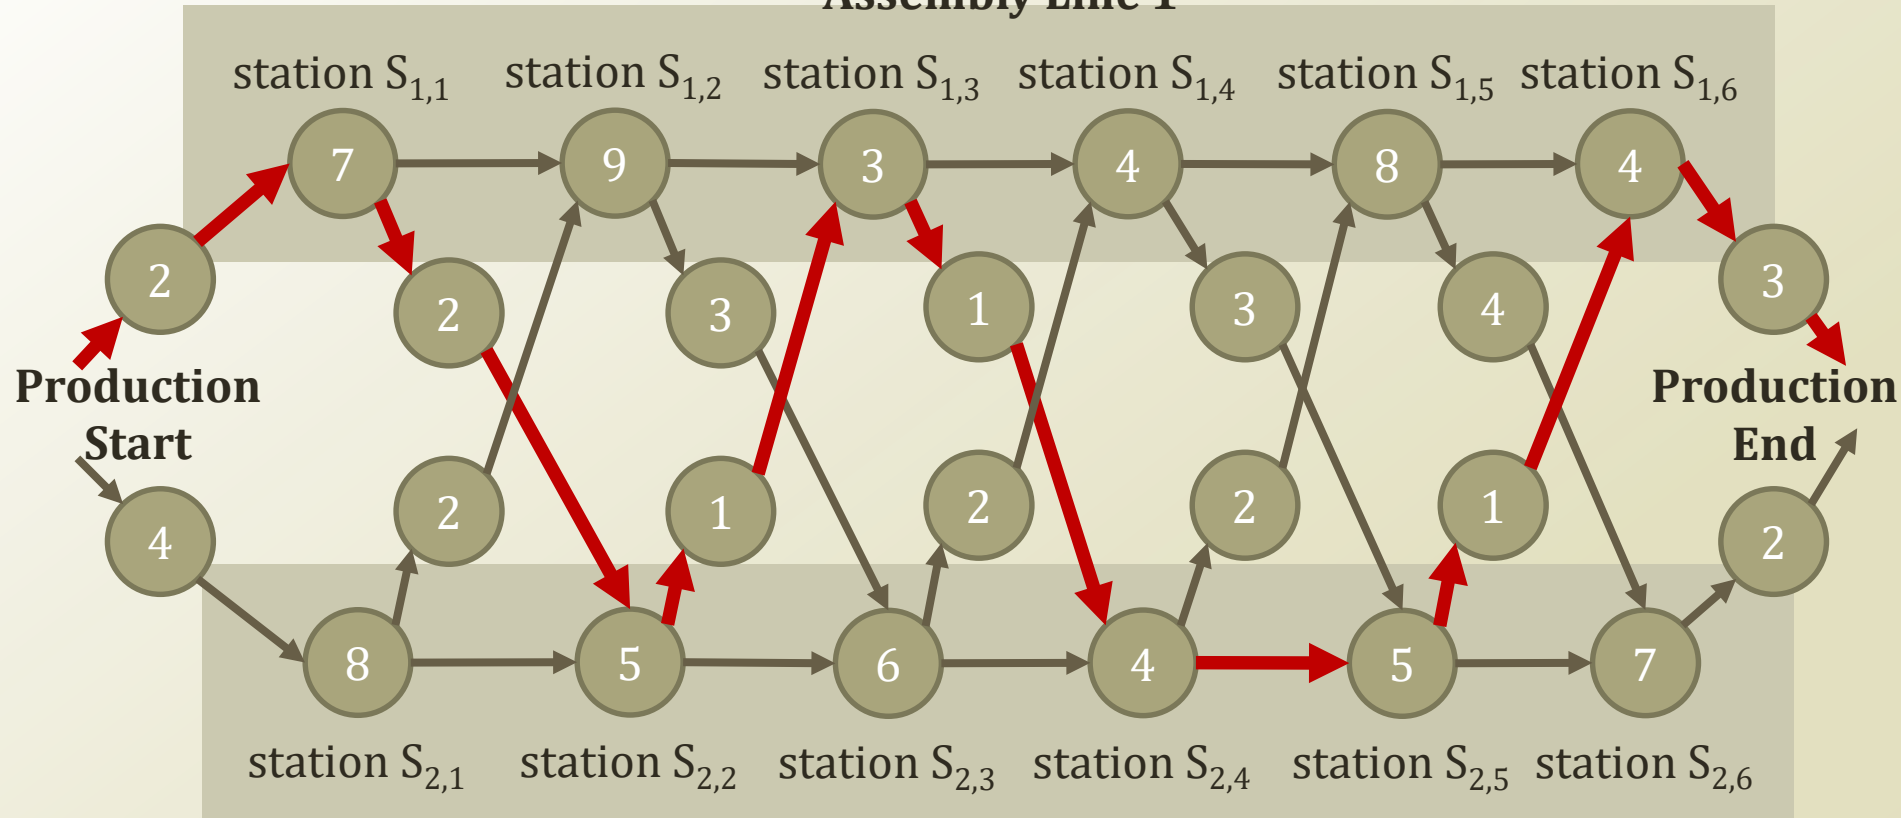 Assembly Line 1
station S1,1 station S1,2 station S1,3 station S1,4 station S1,5 station S1,6
7 9 3 4 8 4
2 3
2 3 1 3 4
Production Start
Production End
2 1 2 2 1
4 2
8 5 6 4 5 7
station S2,1 station S2,2 station S2,3 station S2,4 station S2,5 station S2,6